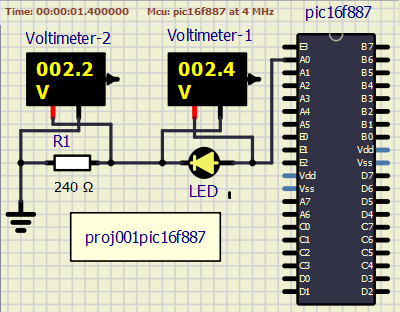 Time: 00:00:01.400000 Mcu: pic16f887 at 4 MHz
pic16f887
Voltimeter-2
Voltimeter-1
002.2
V
002.4
V
R1
240 Ω
LED
proj001pic16f887
E3 B7
A0 B6
A1 B5
A2 B4
A3 B3
A4 B2
A5 B1
E0 B0
E1 Vdd
E2 Vss
Vdd D7
Vss D6
A7 D5
A6 D4
C0 C7
C1 C6
C2 C5
C3 C4
D0 D3
D1 D2